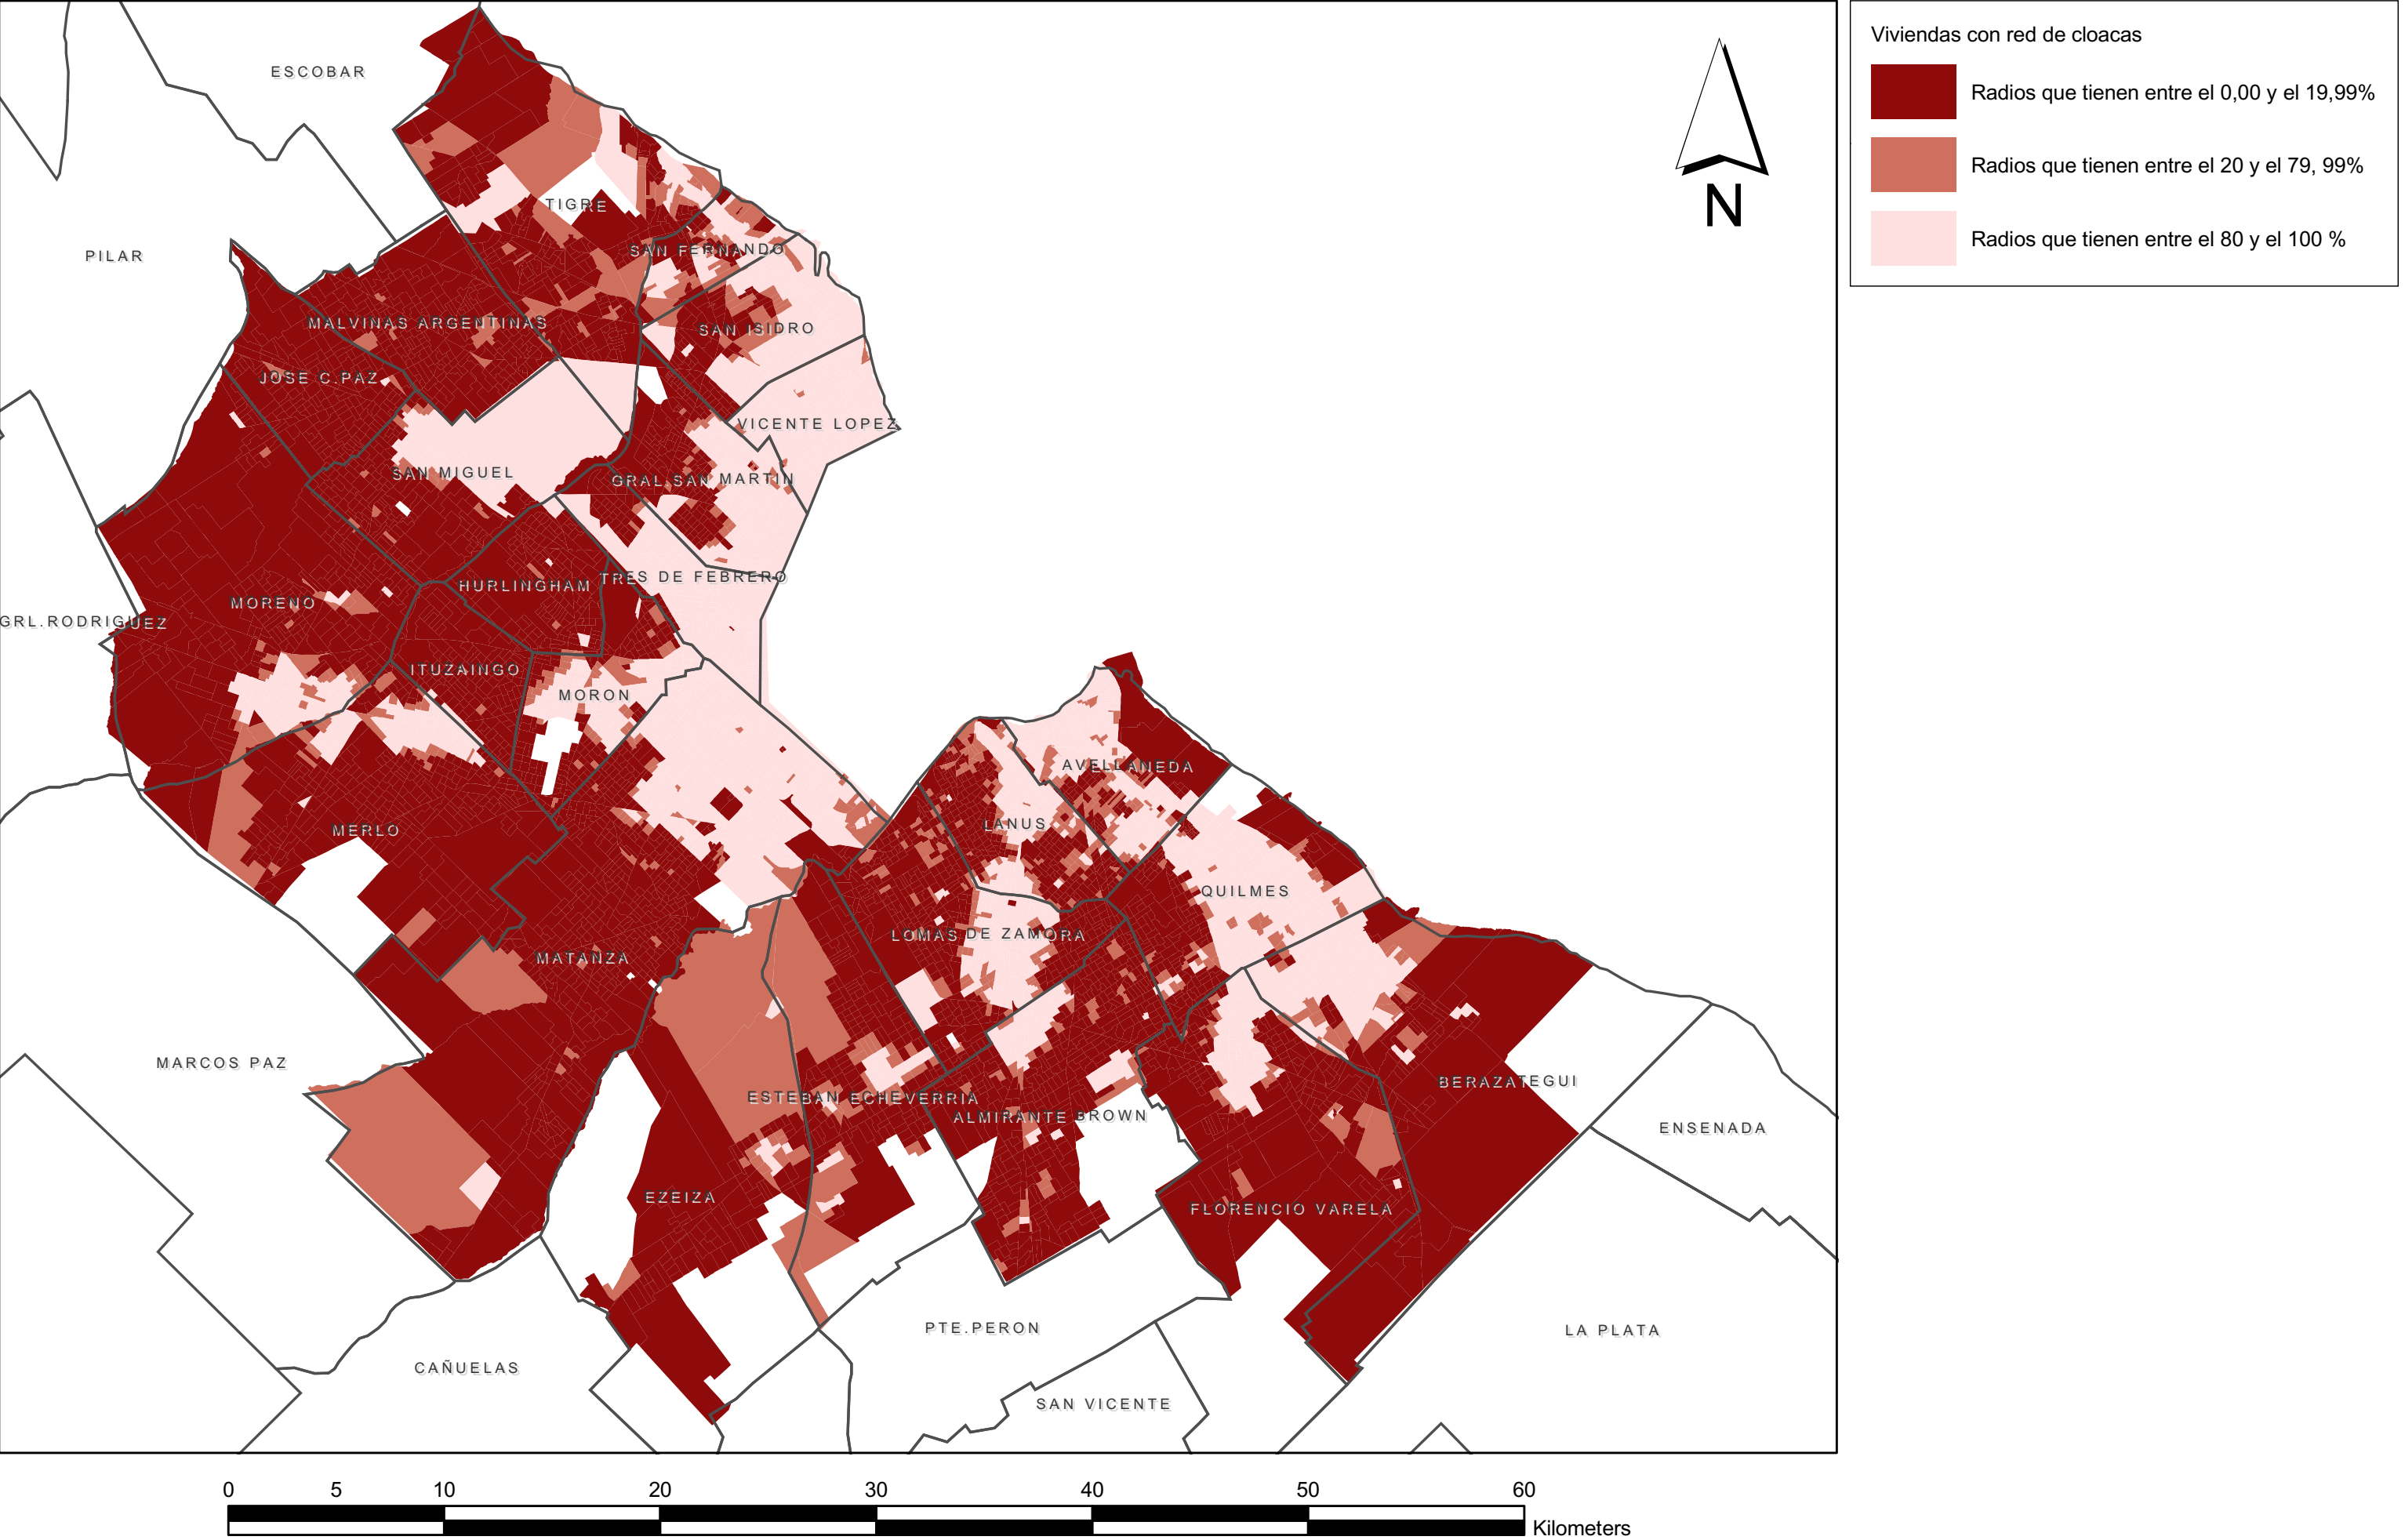 Viviendas con red de cloacas
Radios que tienen entre el 0,00 y el 19,99%
Radios que tienen entre el 20 y el 79, 99%
Radios que tienen entre el 80 y el 100 %
N
ESCOBAR
TIGRE
SAN FERNANDO
PILAR
MALVINAS ARGENTINAS
SAN ISIDRO
JOSE C.PAZ
VICENTE LOPEZ
SAN MIGUEL
GRAL SAN MARTIN
TRES DE FEBRERO
HURLINGHAM
MORENO
GRL.RODRIGUEZ
ITUZAINGO
MORON
AVELLANEDA
LANUS
MERLO
QUILMES
LOMAS DE ZAMORA
MATANZA
MARCOS PAZ
BERAZATEGUI
ESTEBAN ECHEVERRIA
ALMIRANTE BROWN
ENSENADA
EZEIZA
FLORENCIO VARELA
PTE.PERON
LA PLATA
CAÑUELAS
SAN VICENTE
0 5 10 20 30 40 50 60
Kilometers